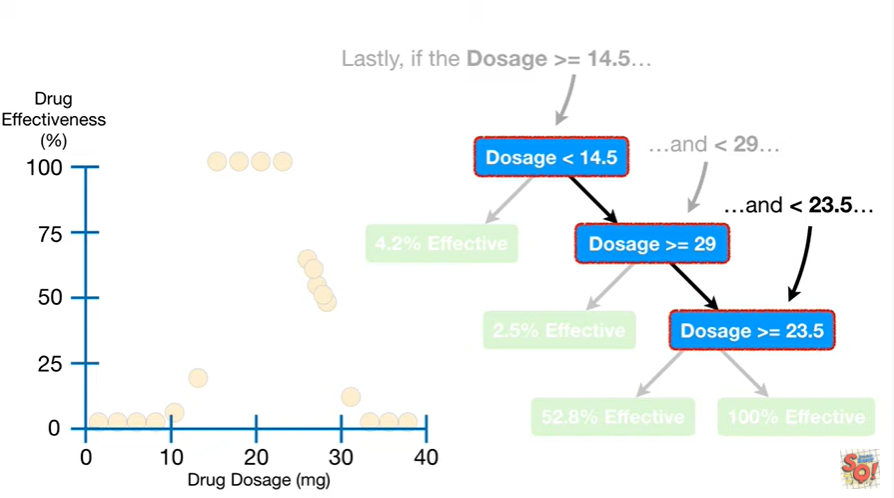 Lastly, if the Dosage >= 14.5…
Drug
Effectiveness
(%)
100
75
50
25
0
0
10
20
30
40
Drug Dosage (mg)
Dosage < 14.5
…and < 29…
4.2% Effective
Dosage >= 29
…and < 23.5…
2.5% Effective
Dosage >= 23.5
52.8% Effective
100% Effective
SO!